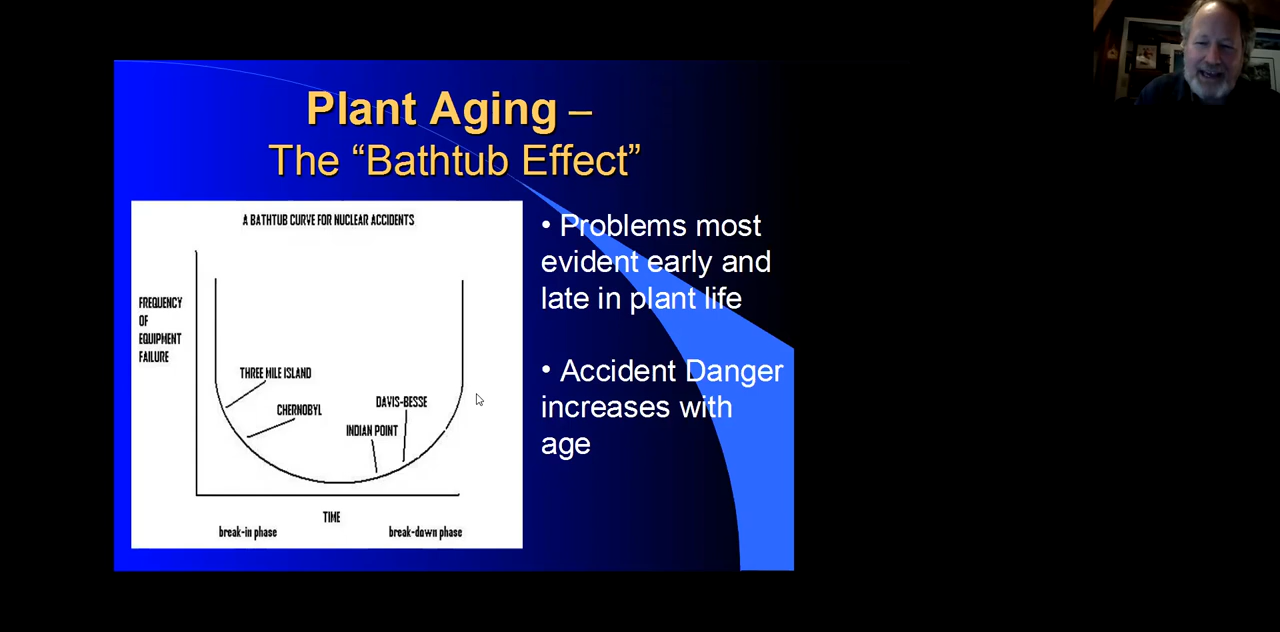 Plant Aging –
The “Bathtub Effect”
A BATHTUB CURVE FOR NUCLEAR ACCIDENTS
FREQUENCY
OF
EQUIPMENT
FAILURE
THREE MILE ISLAND
CHERNOBYL
DAVIS-BESSE
INDIAN POINT
TIME
break-in phase
break-down phase
• Problems most
evident early and
late in plant life
• Accident Danger
increases with
age